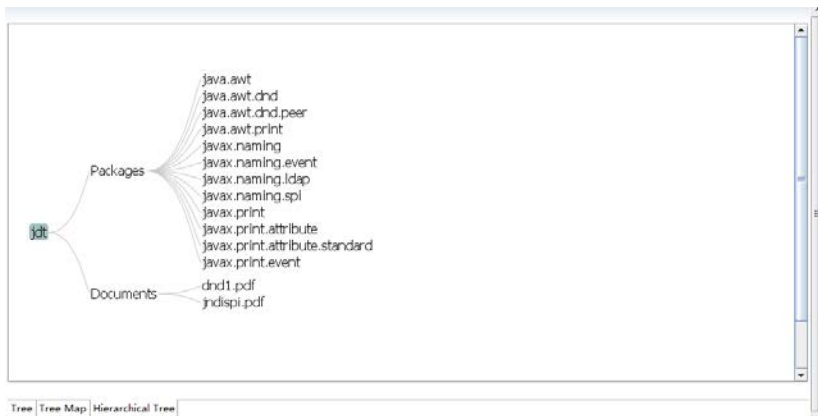 java.awt
java.awt.dnd
java.awt.dnd.peer
java.awt.print
javax.naming
javax.naming.event
Packages
javax.naming.ldap
javax.naming.spi
javax.print
javax.print.attribute
jdt
javax.print.attribute.standard
javax.print.event
dnd1.pdf
Documents
jndispi.pdf
Tree Tree Map Hierarchical Tree